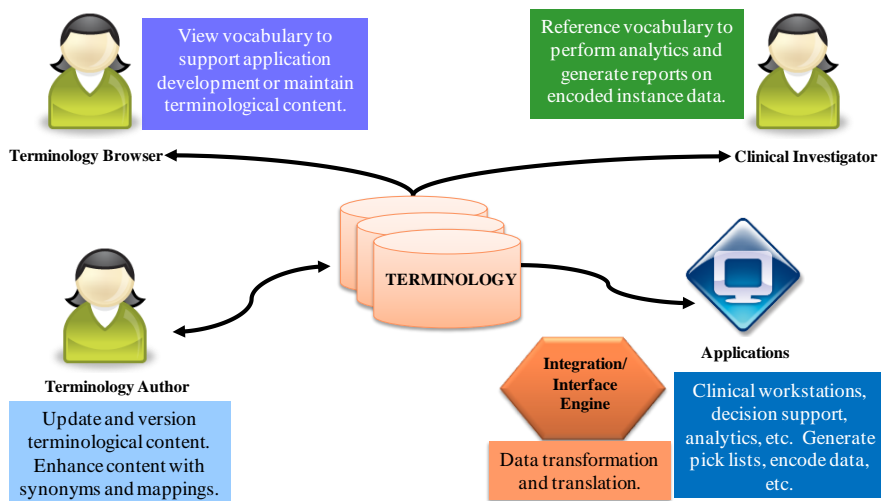 View vocabulary to
support application
development or maintain
terminological content.
Reference vocabulary to
perform analytics and
generate reports on
encoded instance data.
Terminology Browser
Clinical Investigator
TERMINOLOGY
Terminology Author
Update and version
terminological content.
Enhance content with
synonyms and mappings.
Integration/
Interface
Engine
Data transformation
and translation.
Applications
Clinical workstations,
decision support,
analytics, etc.  Generate
pick lists, encode data,
etc.